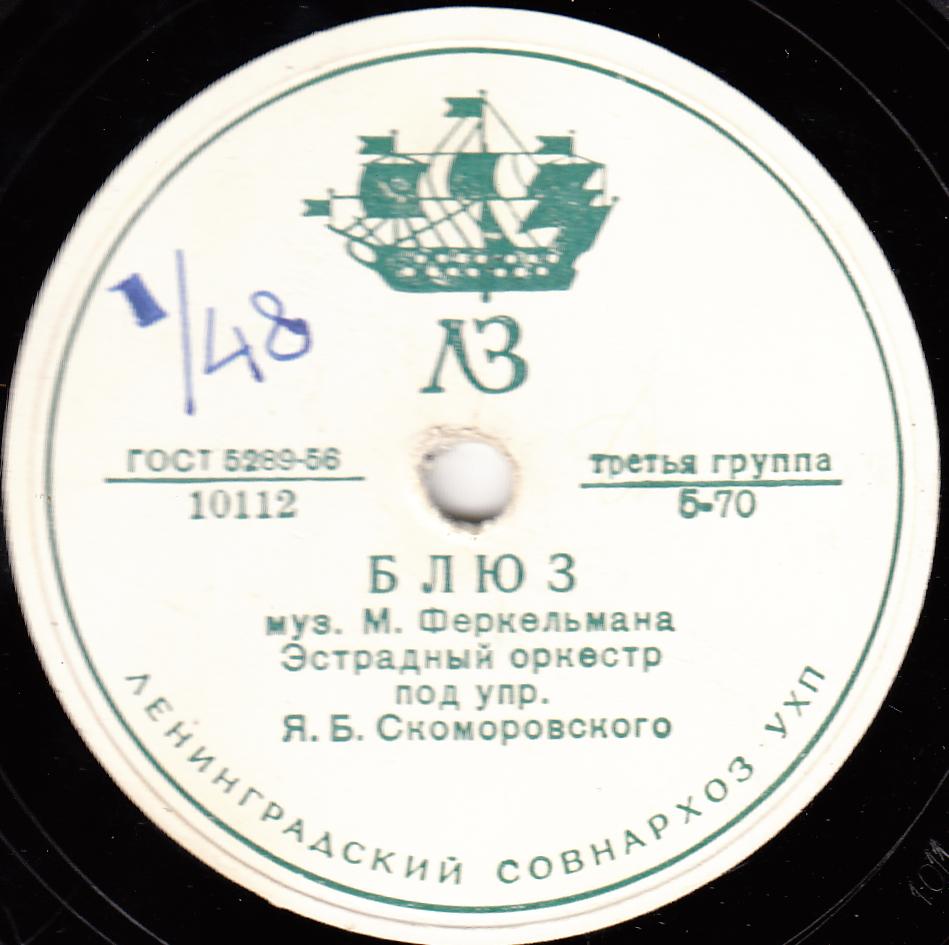 1/48
ЛЗ
ГОСТ 5289-56
10112
третья группа
5-70
БЛЮЗ
муз. М. Феркельмана
Эстрадный оркестр
под упр.
Я. Б. Скоморовского
ЛЕНИНГРАДСКИЙ СОВНАРХОЗ УХП